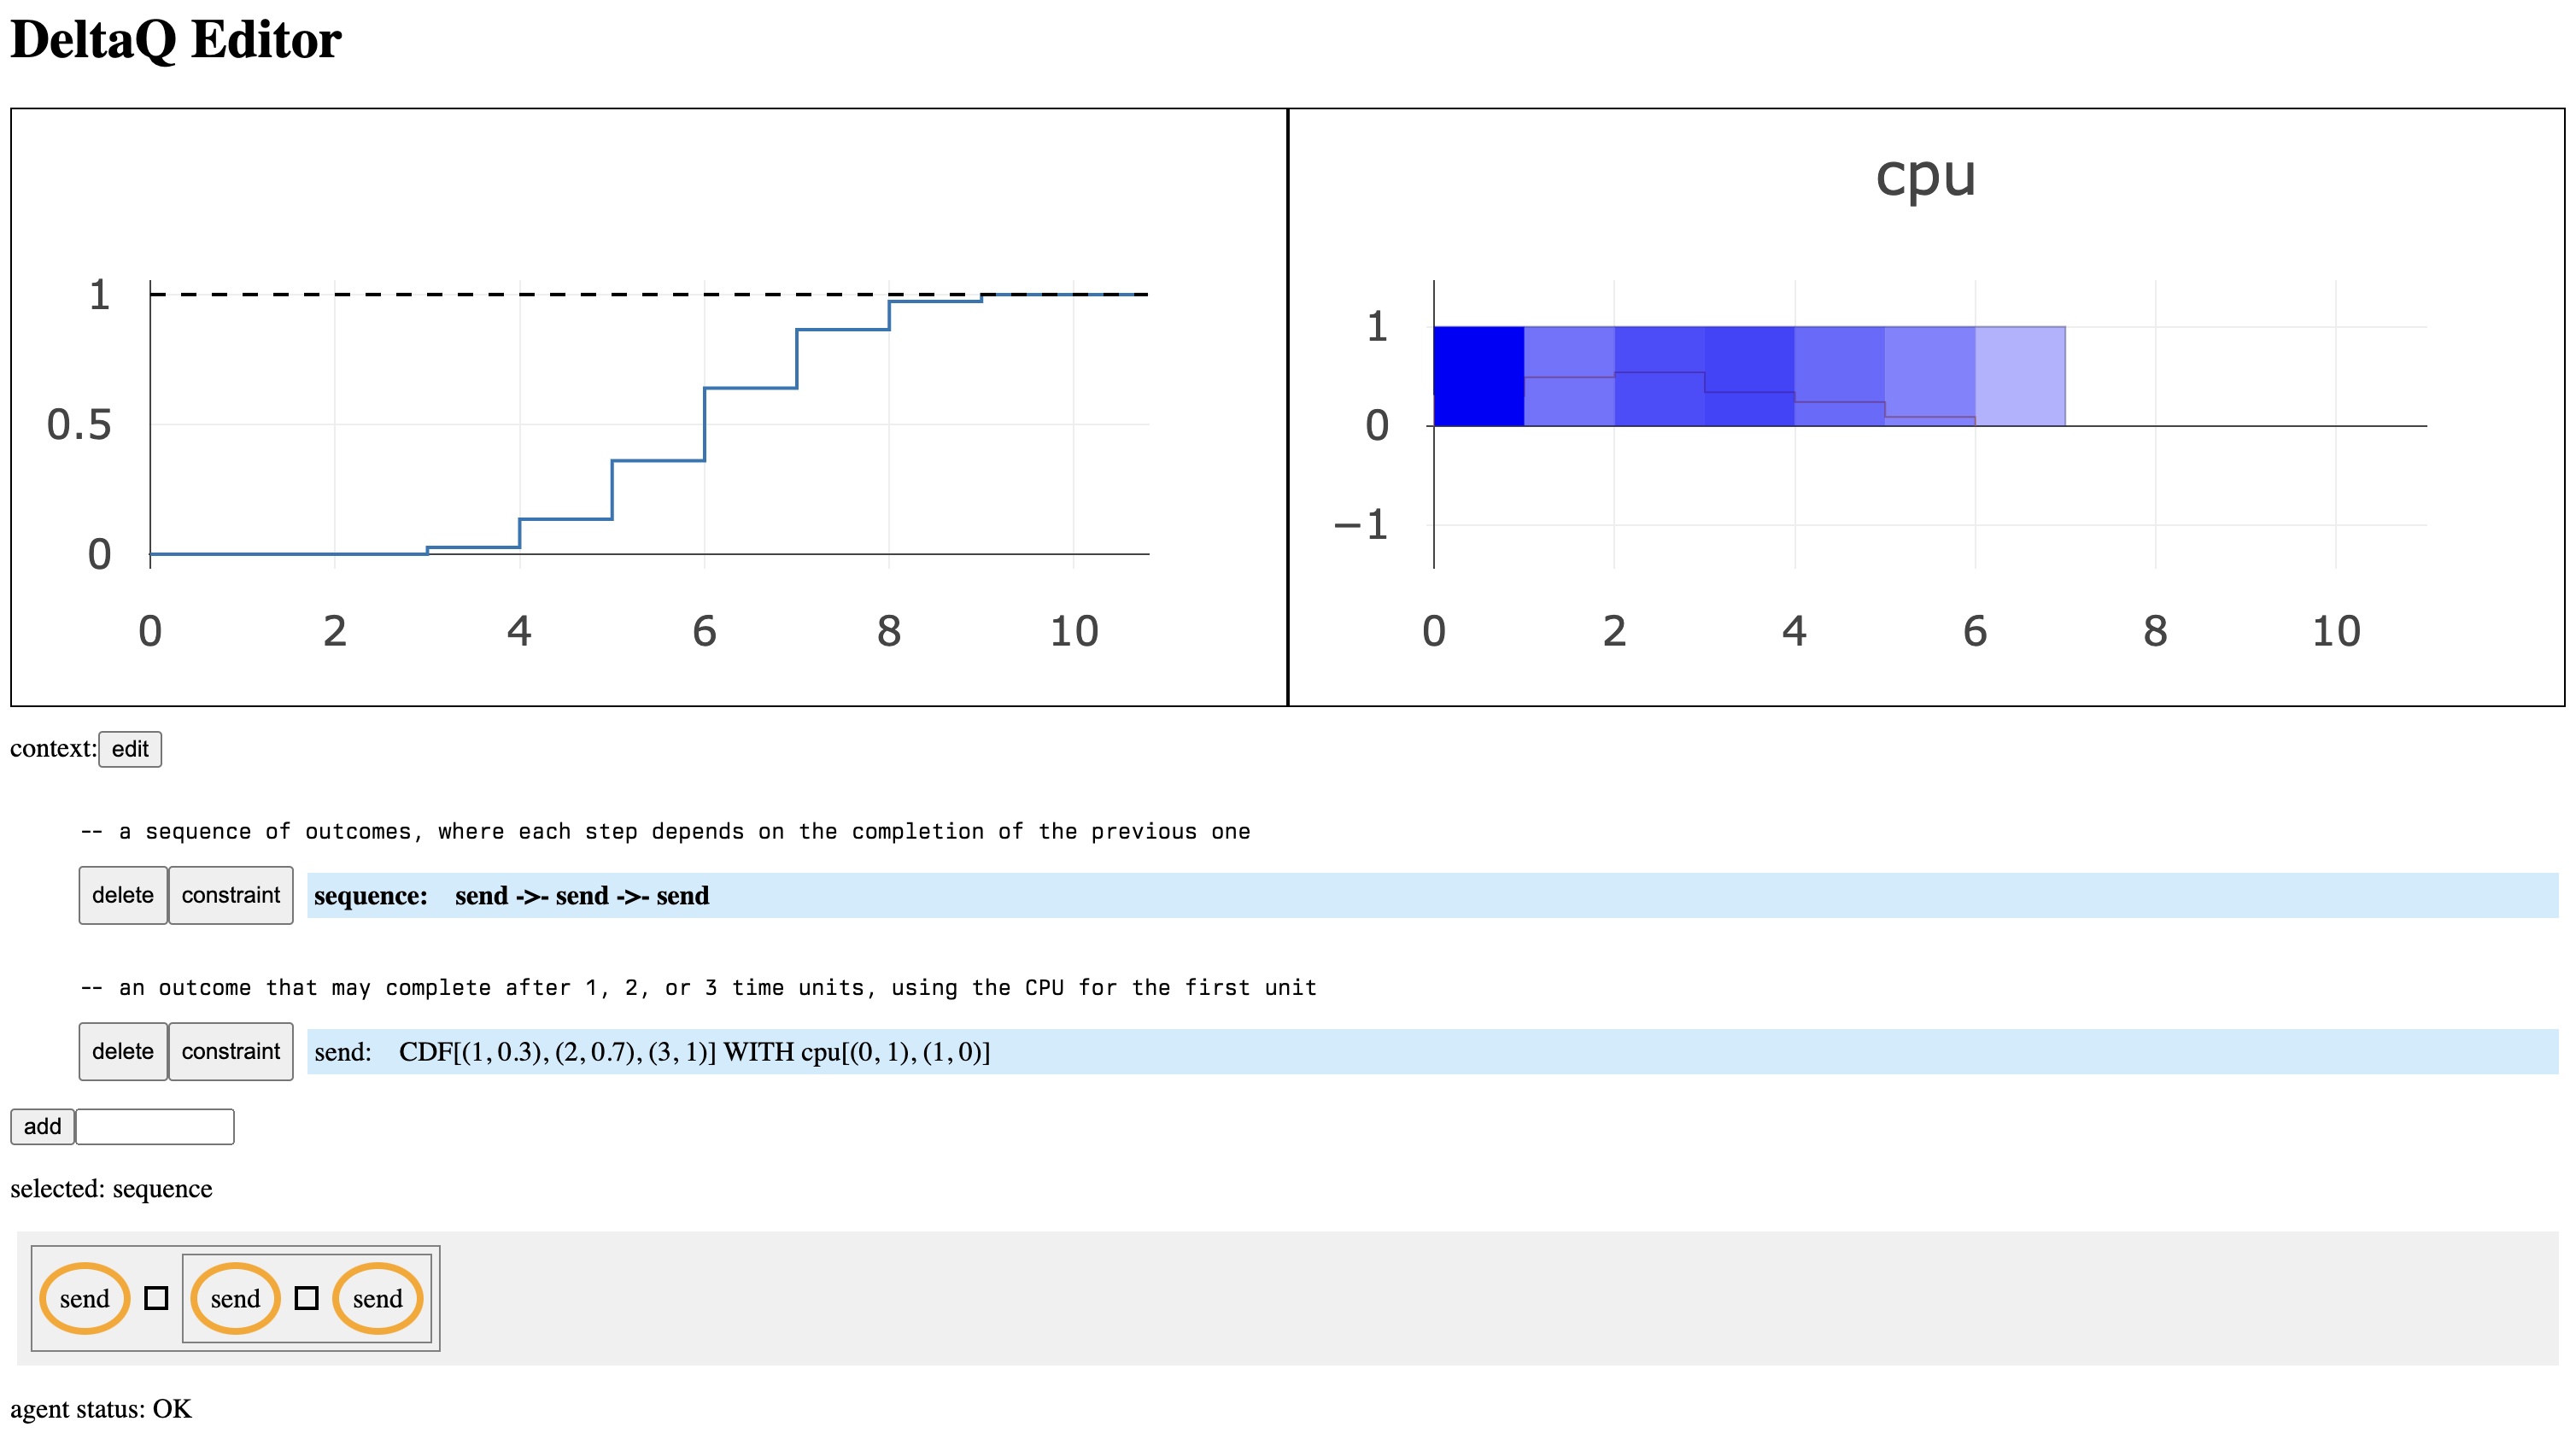 DeltaQ Editor
cpu
1
0.5
0
0 2 4 6 8 10
1
0
−1
0 2 4 6 8 10
context: edit
-- a sequence of outcomes, where each step depends on the completion of the previous one
delete constraint sequence: send ->- send ->- send
-- an outcome that may complete after 1, 2, or 3 time units, using the CPU for the first unit
delete constraint send: CDF[(1, 0.3), (2, 0.7), (3, 1)] WITH cpu[(0, 1), (1, 0)]
add
selected: sequence
send send send
agent status: OK